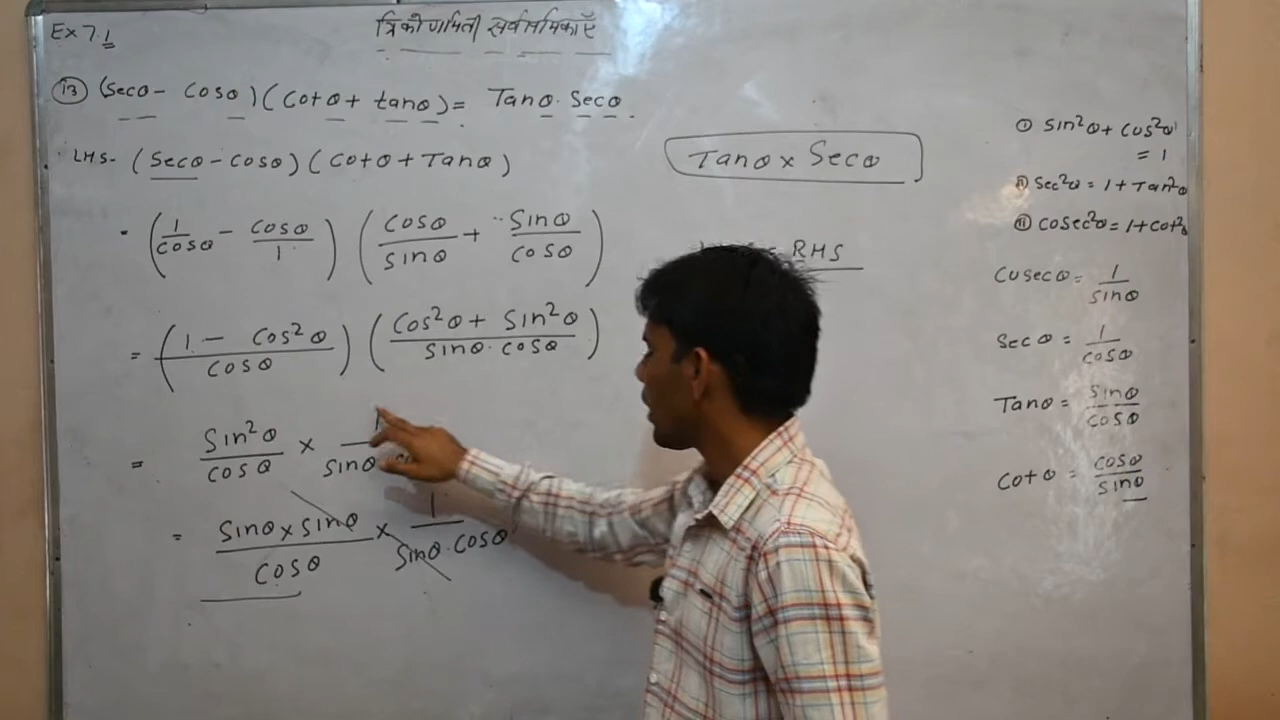 Ex 7.1
त्रिकोणमिती सर्वसमिकाएँ
13 (Secθ - Cosθ)(Cotθ + tanθ) = Tanθ. Secθ.
LHS- (Secθ - Cosθ)(Cotθ + Tanθ)
(1/cosθ - cosθ/1) (cosθ/sinθ + Sinθ/cosθ)
= (1 - Cos²θ/cosθ) (Cos²θ + Sin²θ/sinθ. cosθ)
= Sin²θ/cosθ × 1/sinθ
= Sinθ × sinθ/cosθ × 1/sinθ. cosθ
Tanθ × Secθ
RHS
① Sin²θ + Cos²θ
= 1
ⅱ) Sec²θ = 1 + Tan²θ
ⅲ) Cosec²θ = 1 + Cot²θ
Cosecθ = 1/sinθ
Secθ = 1/cosθ
Tanθ = Sinθ/cosθ
Cotθ = cosθ/sinθ